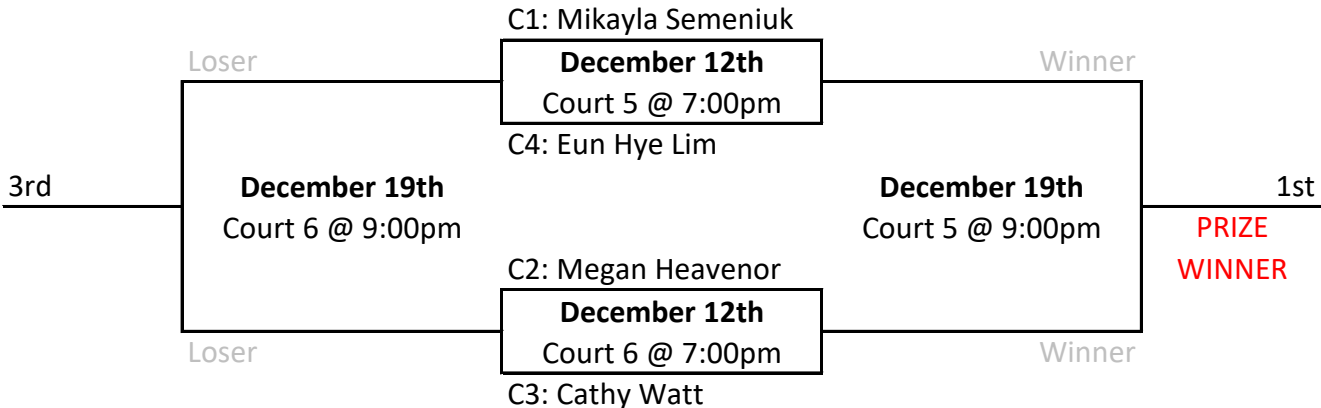 C1: Mikayla Semeniuk
Loser
December 12th
Winner
Court 5 @ 7:00pm
C4: Eun Hye Lim
3rd
December 19th
December 19th
1st
Court 6 @ 9:00pm
Court 5 @ 9:00pm
PRIZE
WINNER
C2: Megan Heavenor
December 12th
Loser
Court 6 @ 7:00pm
Winner
C3: Cathy Watt